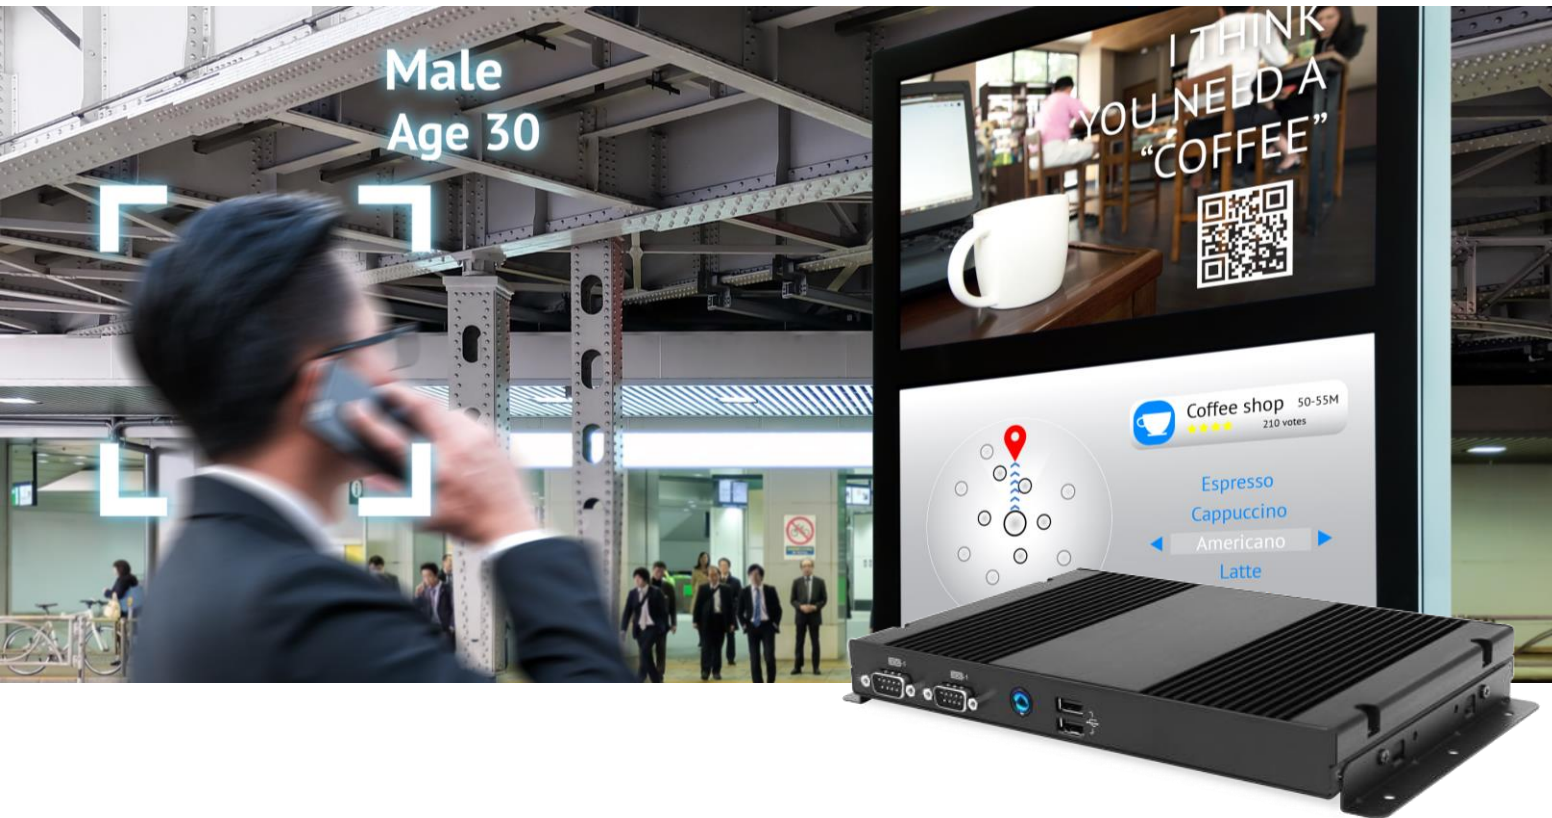 Male
Age 30
I THINK
YOU NEED A
“COFFEE”
Coffee shop 50-55M
210 votes
Espresso
Cappuccino
Americano
Latte